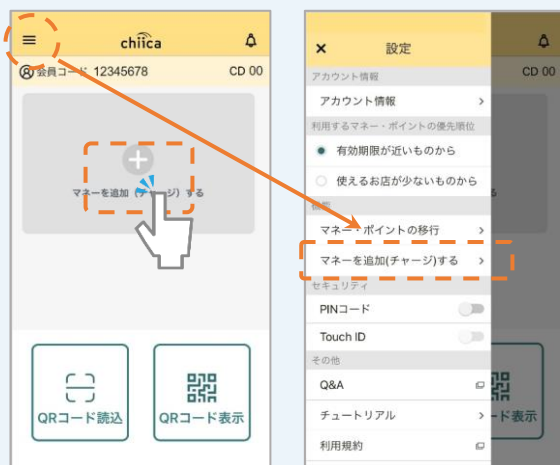 chiica
会員コード 12345678
CD 00
マネーを追加（チャージ）する
QRコード読込
QRコード表示
設定
CD 00
アカウント情報
アカウント情報
利用するマネー・ポイントの優先順位
有効期限が近いものから
使えるお店が少ないものから
機能
マネー・ポイントの移行
マネーを追加(チャージ)する
セキュリティ
PINコード
Touch ID
その他
Q&A
チュートリアル
ード表示
利用規約